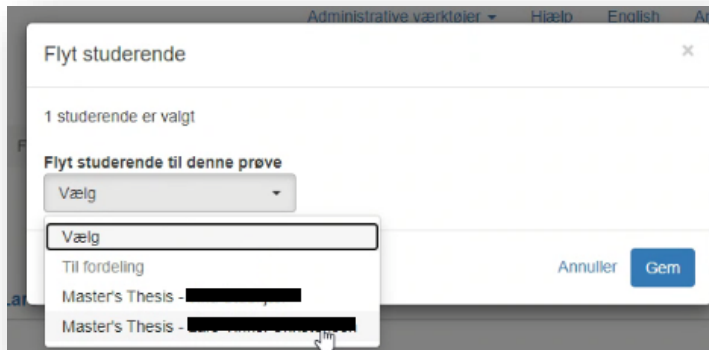 Administrative værktøjer Hjælp English
Flyt studerende ×
1 studerende er valgt
Flyt studerende til denne prøve
Vælg
Vælg
Til fordeling
Master's Thesis -
Master's Thesis -
Annuller Gem